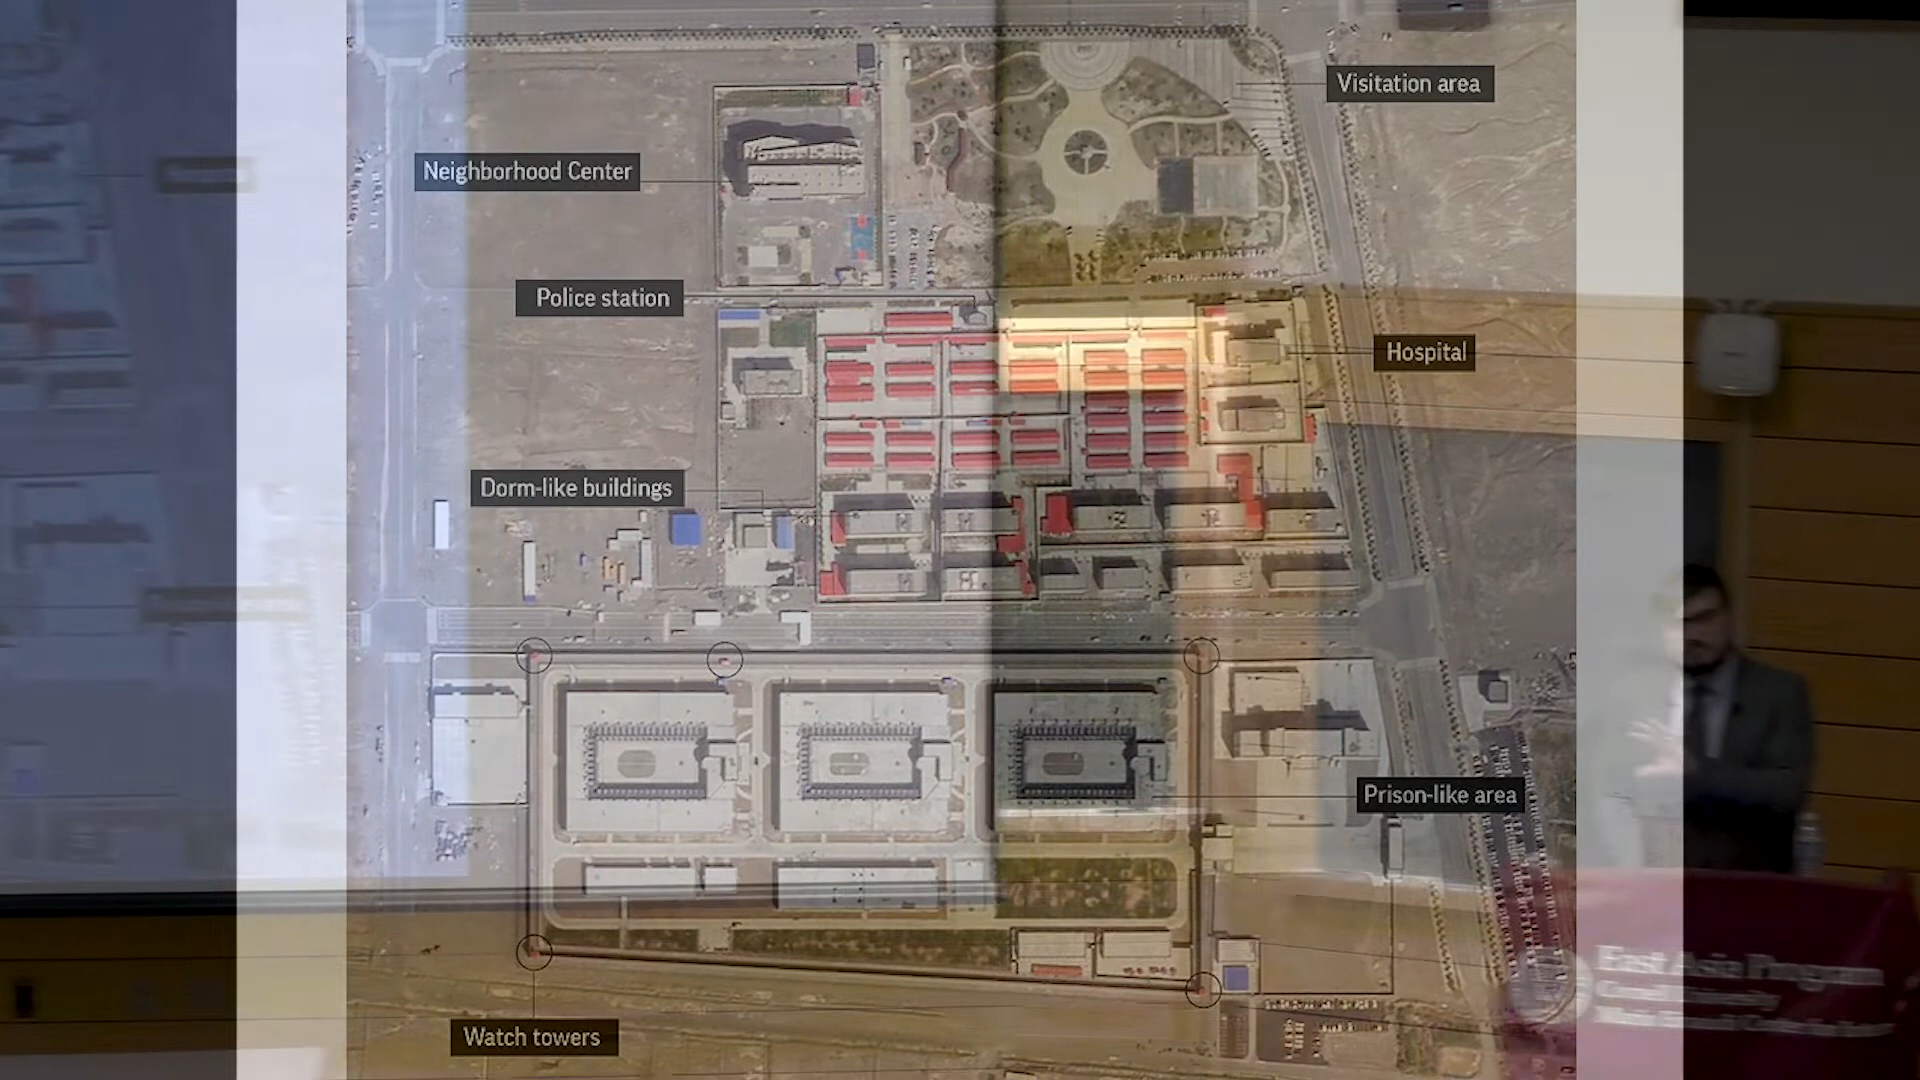 Visitation area
Neighborhood Center
Police station
Hospital
Dorm-like buildings
Prison-like area
East Asia Program
Watch towers